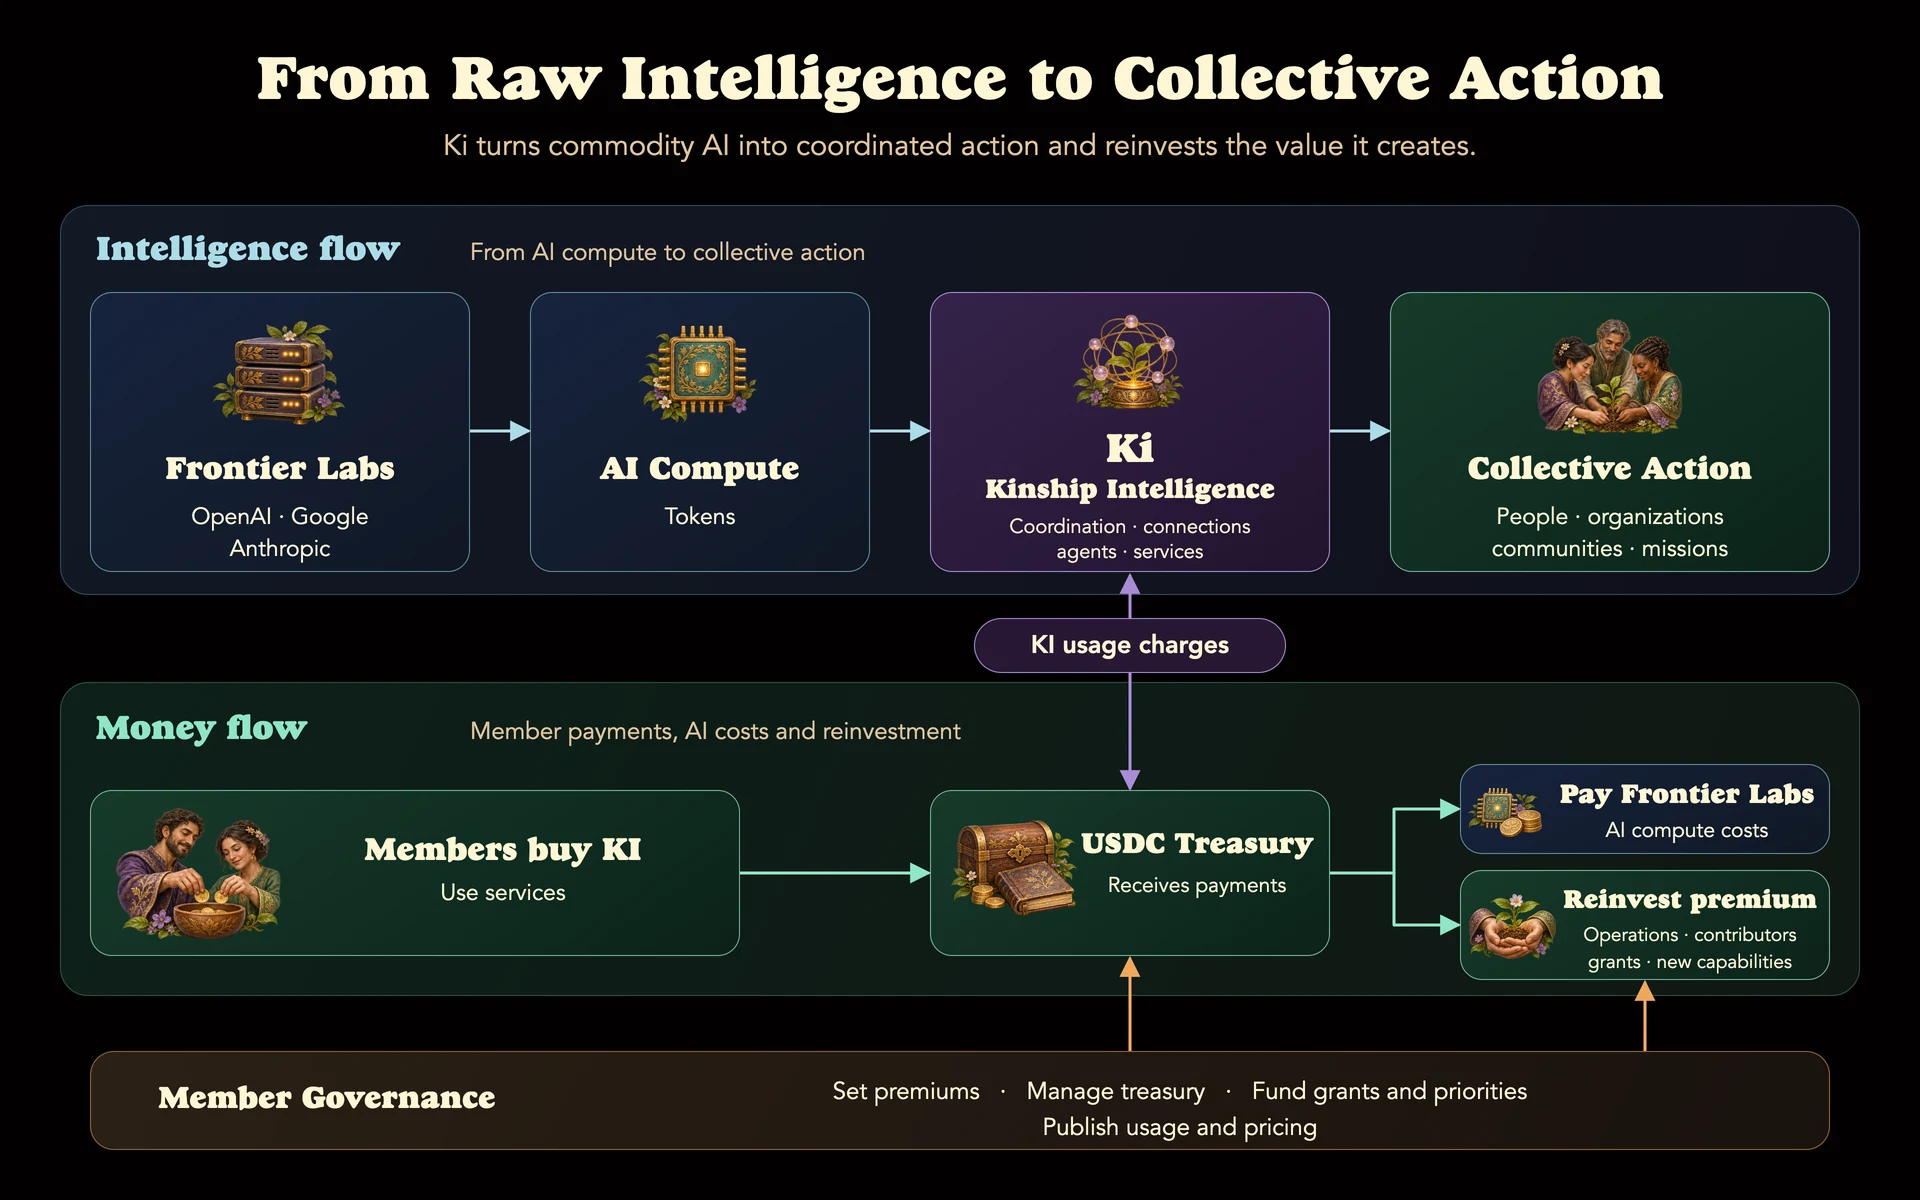 From Raw Intelligence to Collective Action
Ki turns commodity AI into coordinated action and reinvests the value it creates.
Intelligence flow
From AI compute to collective action
Frontier Labs
OpenAI · Google
Anthropic
AI Compute
Tokens
Ki
Kinship Intelligence
Coordination · connections
agents · services
Collective Action
People · organizations
communities · missions
KI usage charges
Money flow
Member payments, AI costs and reinvestment
Members buy KI
Use services
USDC Treasury
Receives payments
Pay Frontier Labs
AI compute costs
Reinvest premium
Operations · contributors
grants · new capabilities
Member Governance
Set premiums · Manage treasury · Fund grants and priorities
Publish usage and pricing